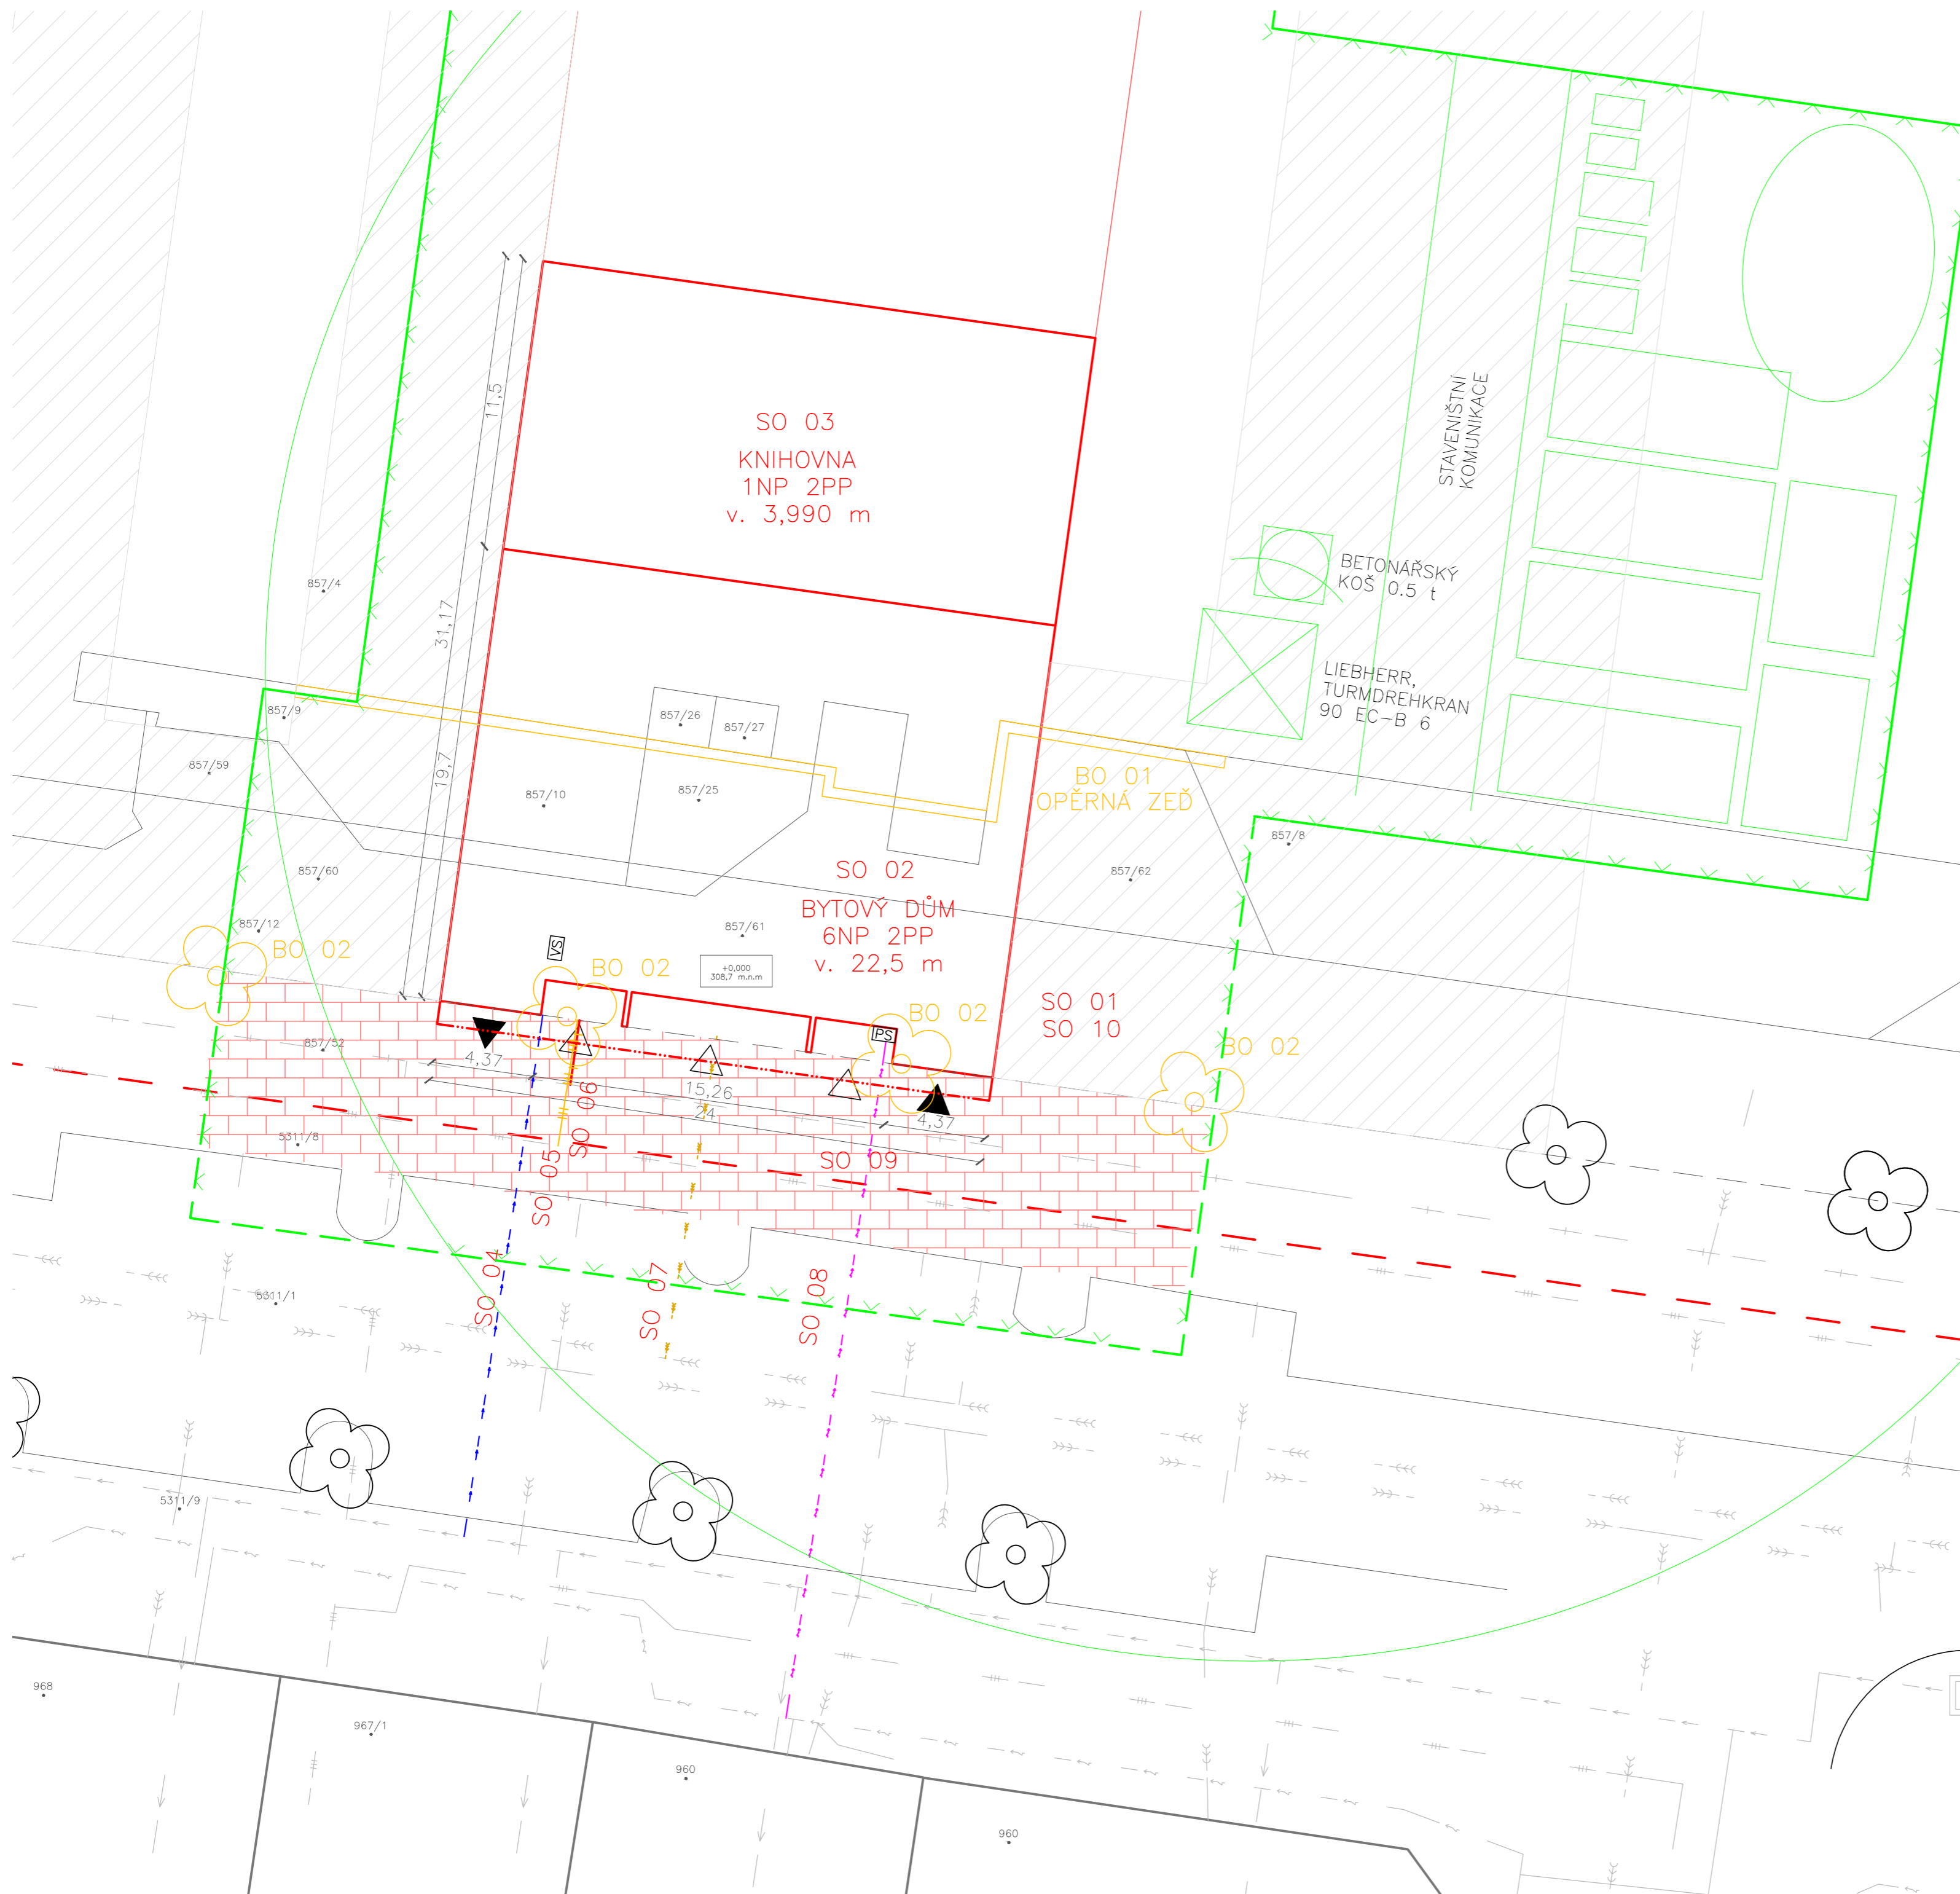 SO 03
KNIHOVNA
1NP 2PP
v. 3,990 m
11,5
31,17
19,7
STAVENIŠTNÍ
KOMUNIKACE
BETONÁŘSKÝ
KOŠ 0.5 t
LIEBHERR,
TURMDREHKRAN
90 EC-B 6
857/4
857/9
857/59
857/26
857/27
857/10
857/25
BO 01
OPĚRNÁ ZEĎ
857/8
857/60
857/62
SO 02
BYTOVÝ DŮM
6NP 2PP
v. 22,5 m
857/12
857/61
BO 02
VS
BO 02
+0,000
308,7 m.n.m
BO 02
SO 01
SO 10
PS
BO 02
857/52
4,37
15,26
24
4,37
5311/8
SO 06
SO 05
SO 09
SO 04
SO 07
SO 08
5311/1
5311/9
968
967/1
960
960